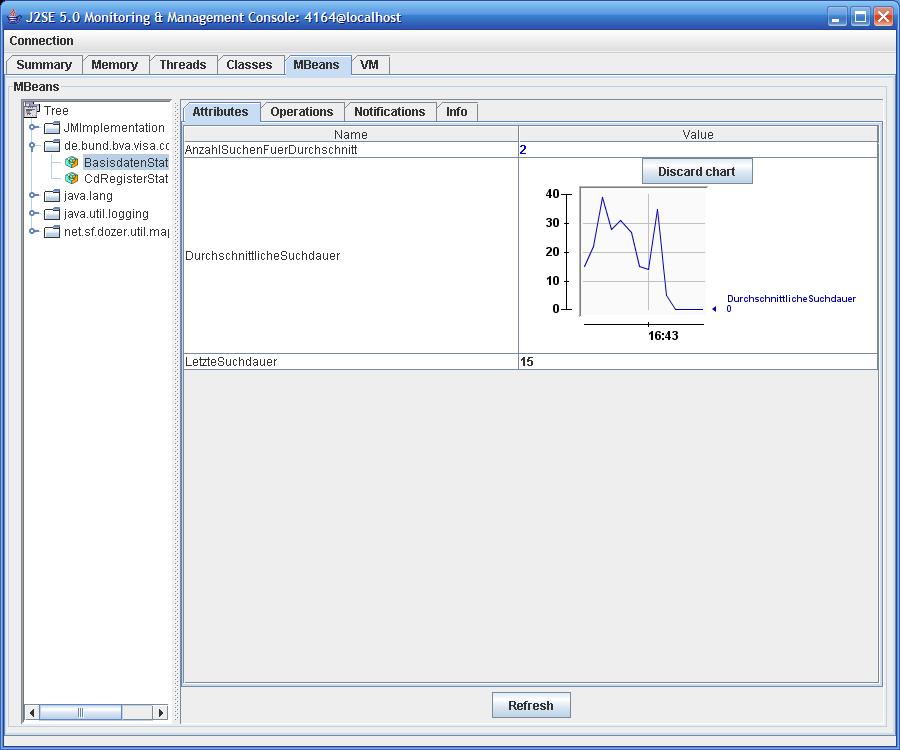 J2SE 5.0 Monitoring & Management Console: 4164@localhost
Connection
Summary Memory Threads Classes MBeans VM
MBeans
Tree
JMImplementation
de.bund.bva.visa.cc
BasisdatenStat
CdRegisterStat
java.lang
java.util.logging
net.sf.dozer.util.map
Attributes Operations Notifications Info
Name Value
AnzahlSuchenFuerDurchschnitt 2
DurchschnittlicheSuchdauer
Discard chart
40
30
20
10
0
DurchschnittlicheSuchdauer
0
16:43
LetzteSuchdauer 15
Refresh